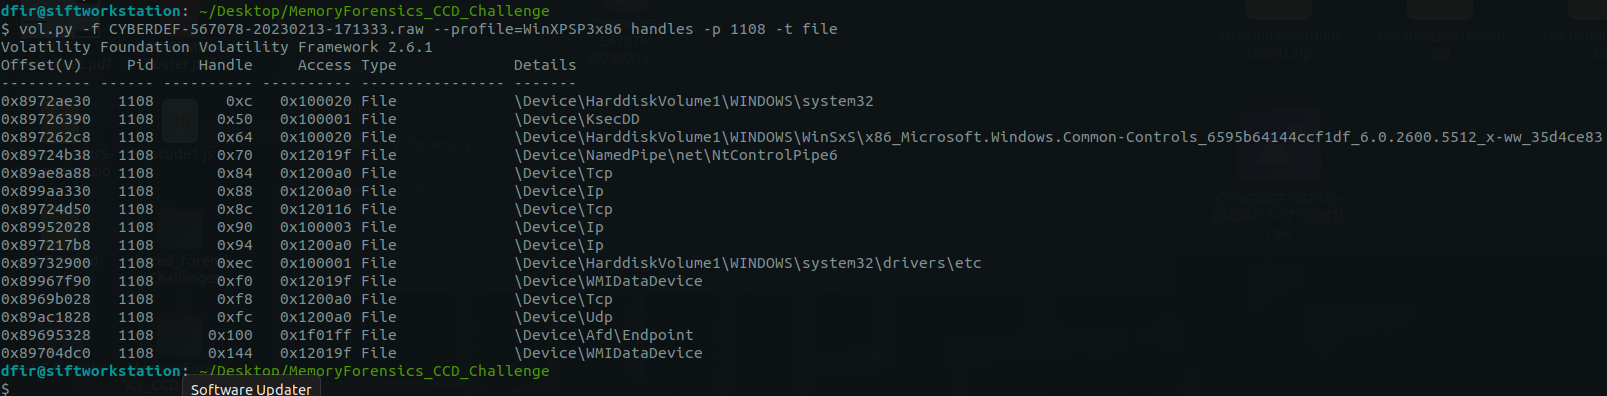 dfir@siftworkstation: ~/Desktop/MemoryForensics_CCD_Challenge
$ vol.py -f CYBERDEF-567078-20230213-171333.raw --profile=WinXPSP3x86 handles -p 1108 -t file
Volatility Foundation Volatility Framework 2.6.1
Offset(V) Pid Handle Access Type Details
---------- ------ ---------- ---------- ---------------- -------
0x8972ae30 1108 0xc 0x100020 File \Device\HarddiskVolume1\WINDOWS\system32
0x89726390 1108 0x50 0x100001 File \Device\KsecDD
0x897262c8 1108 0x64 0x100020 File \Device\HarddiskVolume1\WINDOWS\WinSxS\x86_Microsoft.Windows.Common-Controls_6595b64144ccf1df_6.0.2600.5512_x-ww_35d4ce83
0x89724b38 1108 0x70 0x12019f File \Device\NamedPipe\net\NtControlPipe6
0x89ae8a88 1108 0x84 0x1200a0 File \Device\Tcp
0x899aa330 1108 0x88 0x1200a0 File \Device\Ip
0x89724d50 1108 0x8c 0x120116 File \Device\Tcp
0x89952028 1108 0x90 0x100003 File \Device\Ip
0x897217b8 1108 0x94 0x1200a0 File \Device\Ip
0x89732900 1108 0xec 0x100001 File \Device\HarddiskVolume1\WINDOWS\system32\drivers\etc
0x89967f90 1108 0xf0 0x12019f File \Device\WMIDataDevice
0x8969b028 1108 0xf8 0x1200a0 File \Device\Tcp
0x89ac1828 1108 0xfc 0x1200a0 File \Device\Udp
0x89695328 1108 0x100 0x1f01ff File \Device\Afd\Endpoint
0x89704dc0 1108 0x144 0x12019f File \Device\WMIDataDevice
dfir@siftworkstation: ~/Desktop/MemoryForensics_CCD_Challenge
$
Software Updater